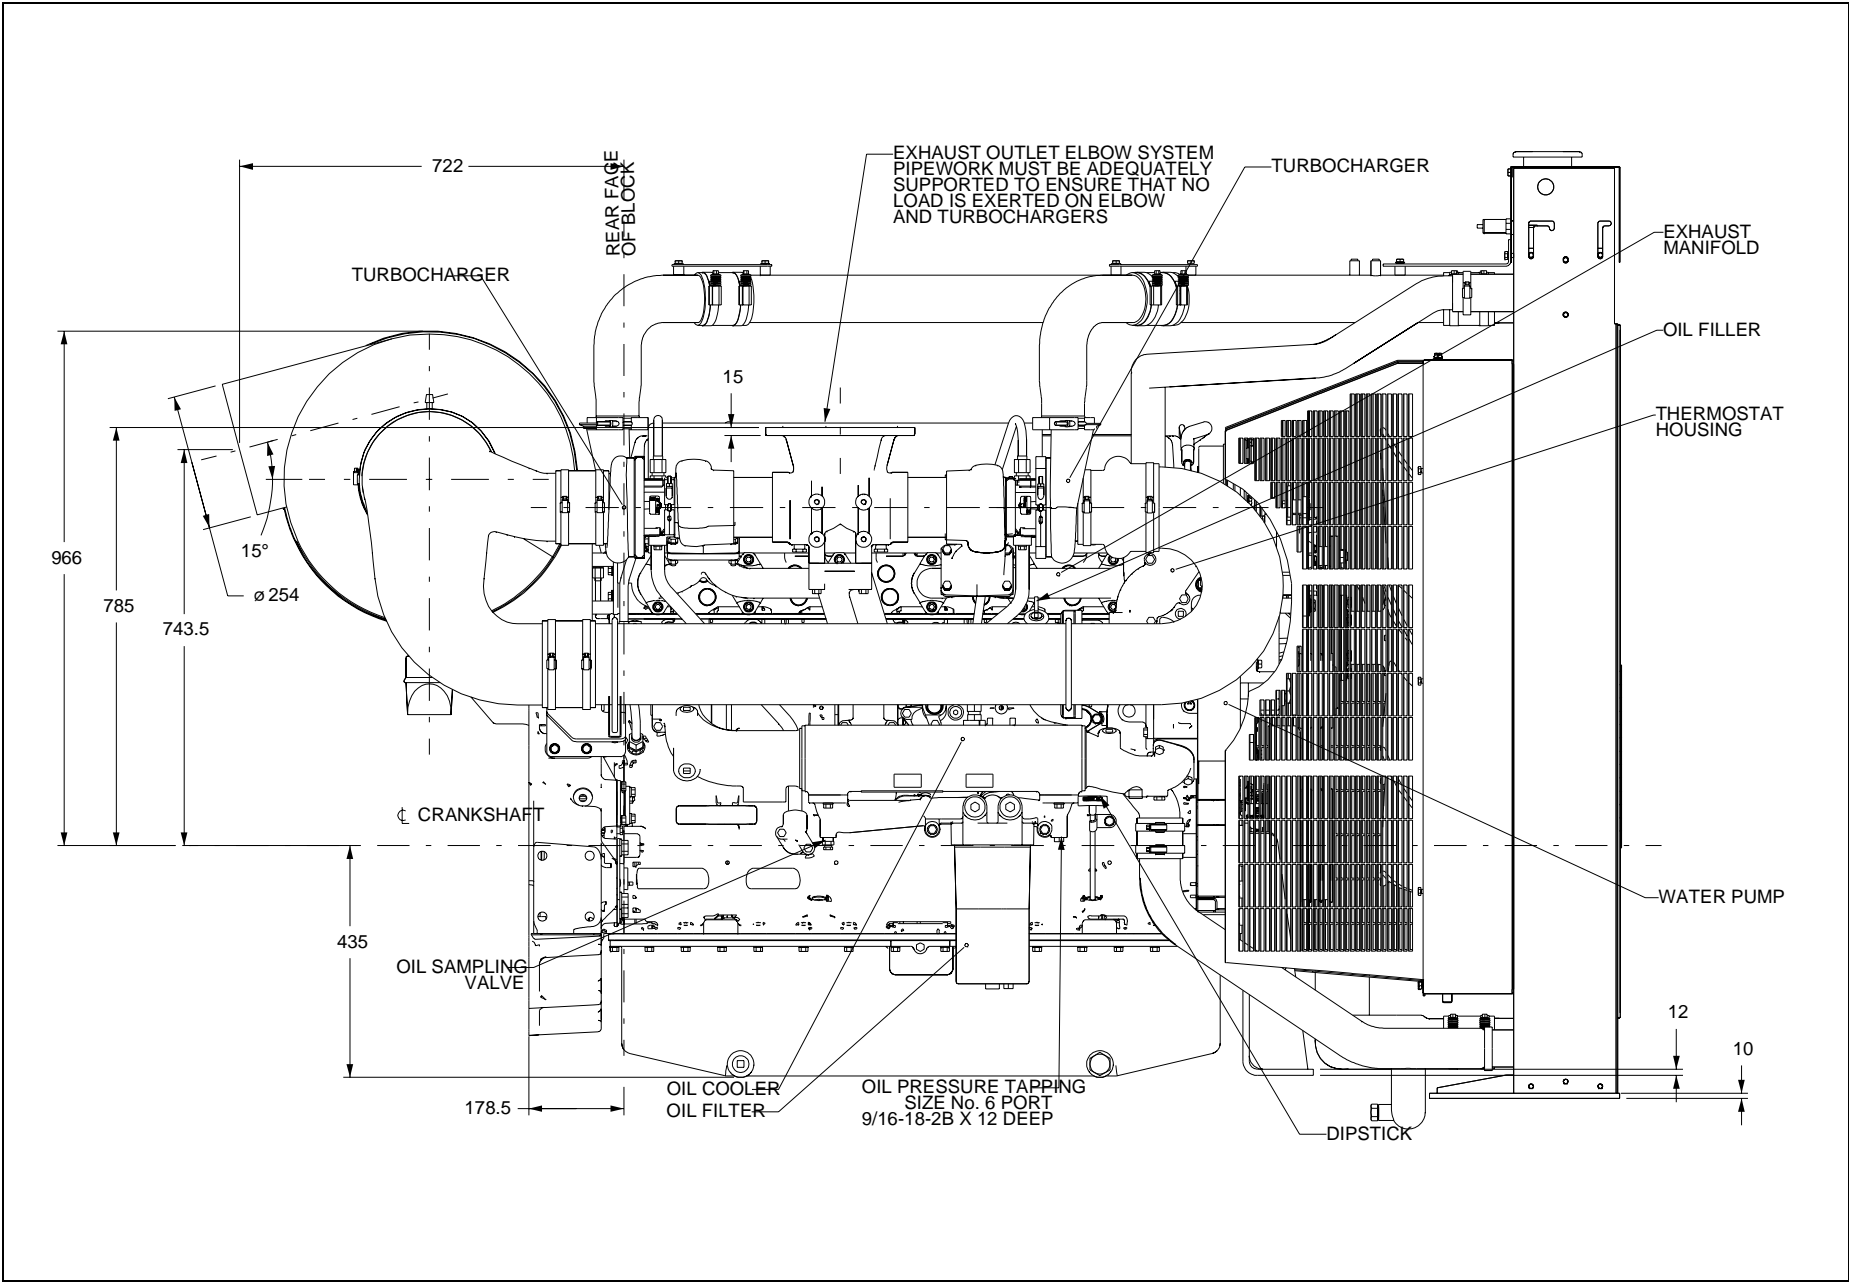 722
REAR FACE
OF BLOCK
EXHAUST OUTLET ELBOW SYSTEM
PIPEWORK MUST BE ADEQUATELY
SUPPORTED TO ENSURE THAT NO
LOAD IS EXERTED ON ELBOW
AND TURBOCHARGERS
TURBOCHARGER
EXHAUST
MANIFOLD
TURBOCHARGER
OIL FILLER
15
THERMOSTAT
HOUSING
966
15°
ø 254
785
743.5
℄ CRANKSHAFT
WATER PUMP
435
OIL SAMPLING
VALVE
12
10
178.5
OIL COOLER
OIL FILTER
OIL PRESSURE TAPPING
SIZE No. 6 PORT
9/16-18-2B X 12 DEEP
DIPSTICK